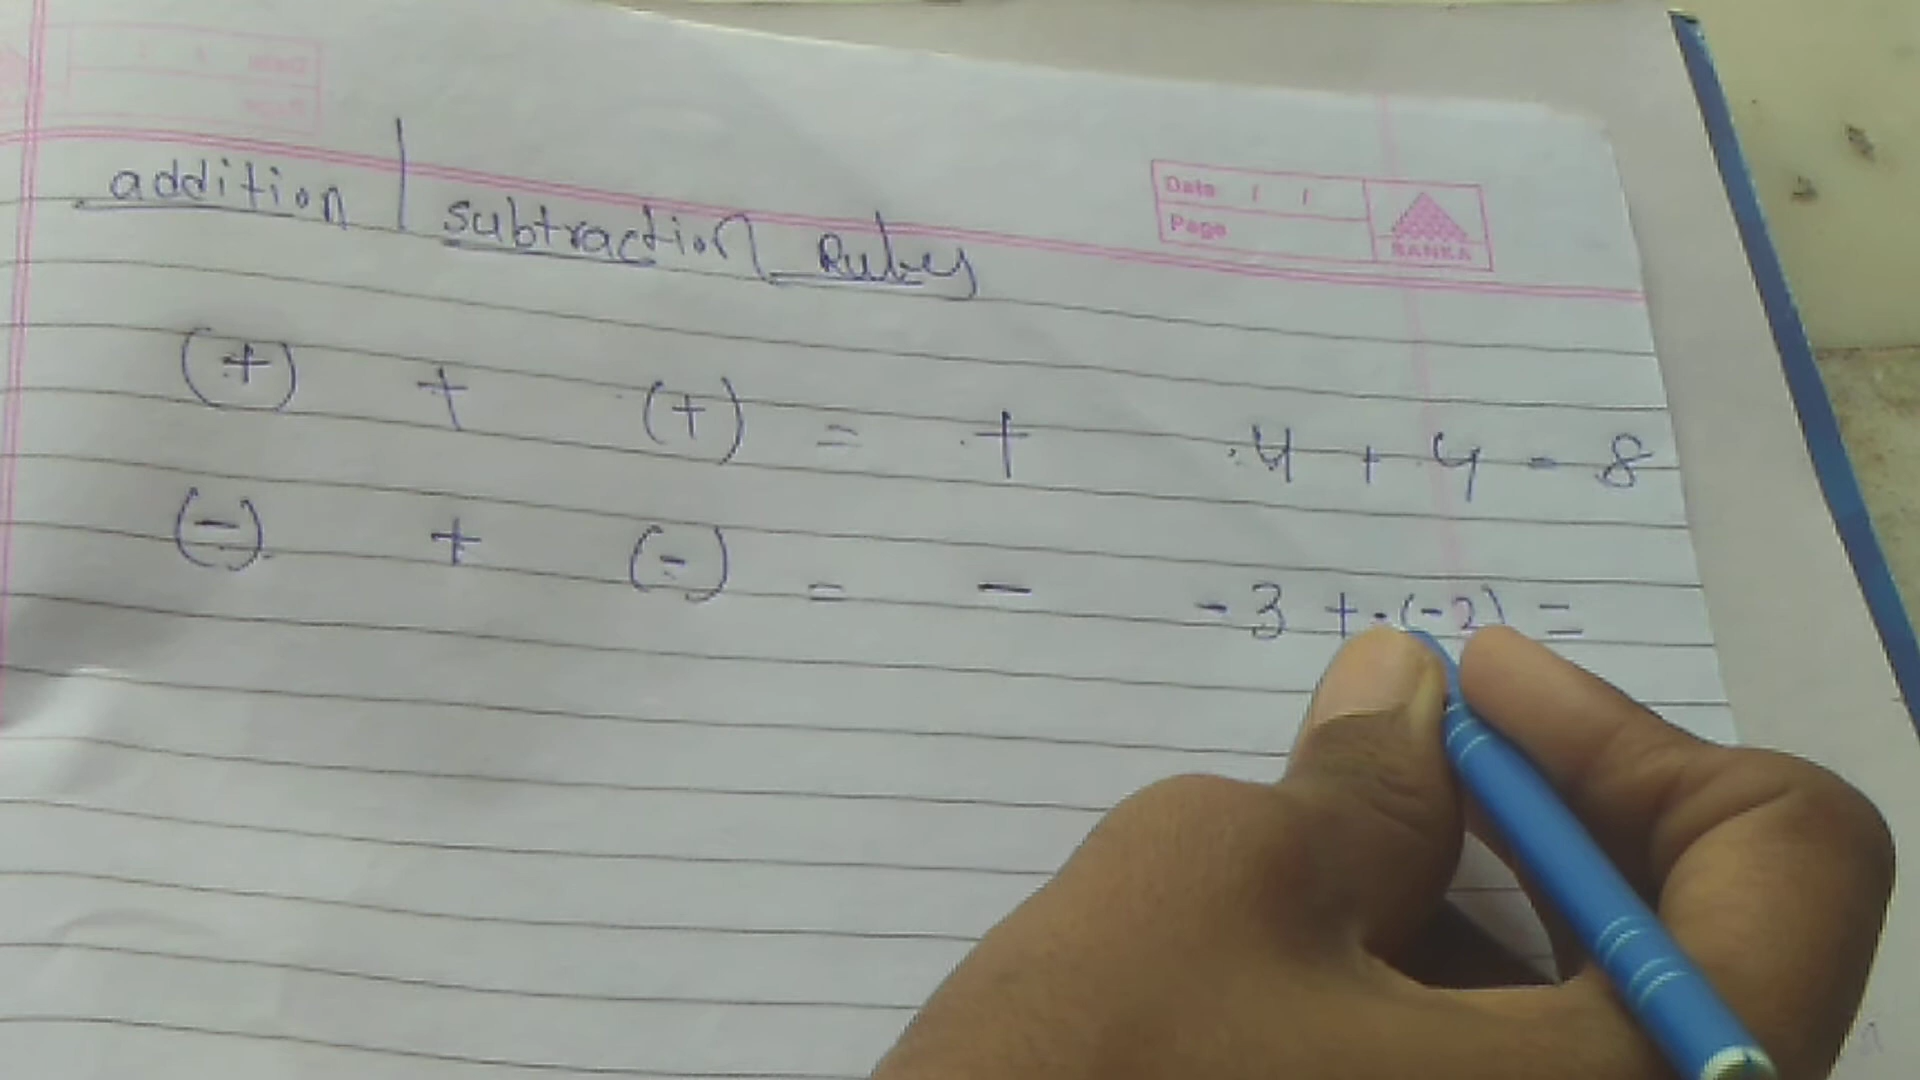 Date / /
Page
SANKA
addition | subtraction Rules
(+) + (+) = + 4 + 4 = 8
(-) + (-) = - -3 + (-2) =